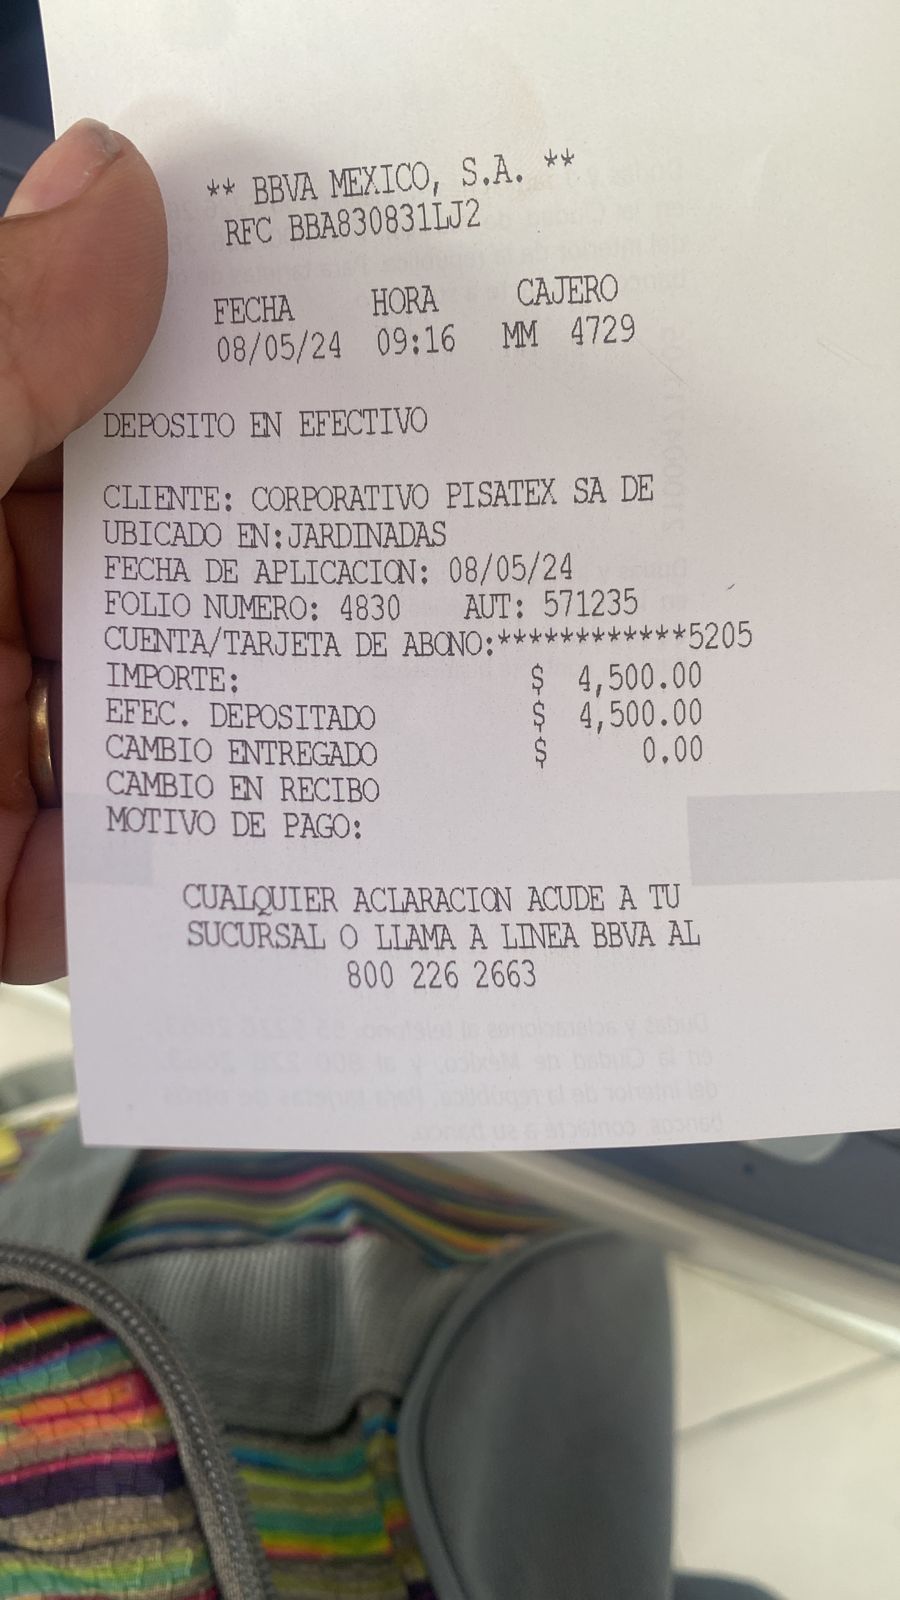 ** BBVA MEXICO, S.A. **
RFC BBA830831LJ2
FECHA HORA CAJERO
08/05/24 09:16 MM 4729
DEPOSITO EN EFECTIVO
CLIENTE: CORPORATIVO PISATEX SA DE
UBICADO EN:JARDINADAS
FECHA DE APLICACION: 08/05/24
FOLIO NUMERO: 4830 AUT: 571235
CUENTA/TARJETA DE ABONO:************5205
IMPORTE: $ 4,500.00
EFEC. DEPOSITADO $ 4,500.00
CAMBIO ENTREGADO $ 0.00
CAMBIO EN RECIBO
MOTIVO DE PAGO:
CUALQUIER ACLARACION ACUDE A TU
SUCURSAL O LLAMA A LINEA BBVA AL
800 226 2663